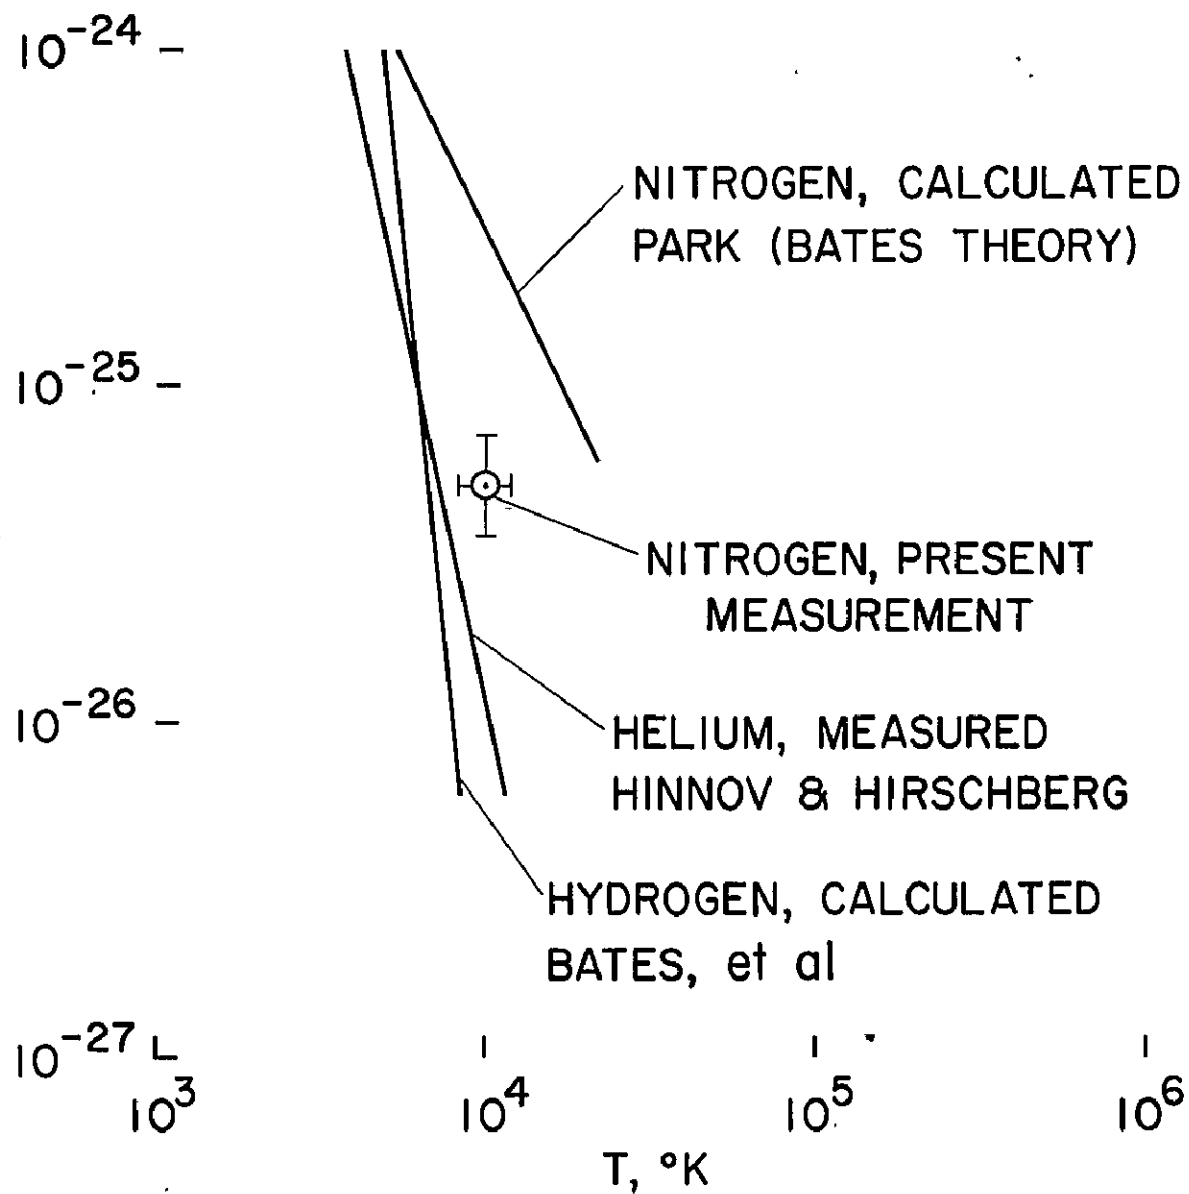 10^-24
NITROGEN, CALCULATED
PARK (BATES THEORY)
10^-25
NITROGEN, PRESENT
MEASUREMENT
10^-26
HELIUM, MEASURED
HINNOV & HIRSCHBERG
HYDROGEN, CALCULATED
BATES, et al
10^-27
10^3 10^4 10^5 10^6
T, °K